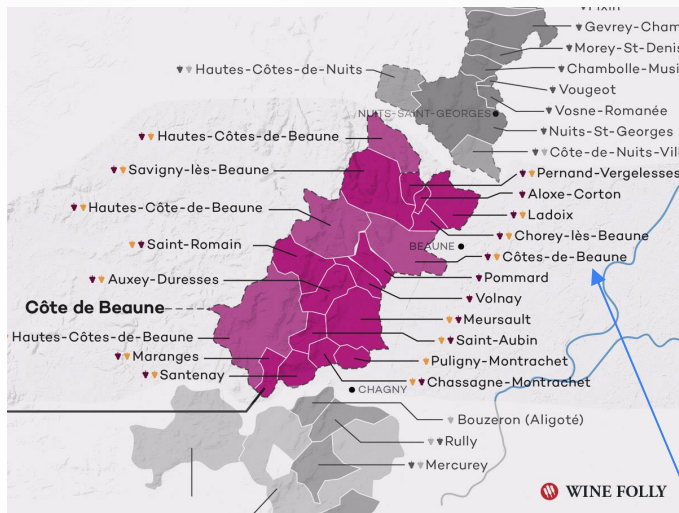 Gevrey-Cham
Morey-St-Denis
Hautes-Côtes-de-Nuits
Chambolle-Musi
Vougeot
NUITS-SAINT-GEORGES
Vosne-Romanée
Nuits-St-Georges
Hautes-Côtes-de-Beaune
Côte-de-Nuits-Vill
Savigny-lès-Beaune
Pernand-Vergelesses
Aloxe-Corton
Hautes-Côte-de-Beaune
Ladoix
Chorey-lès-Beaune
Saint-Romain
BEAUNE
Côtes-de-Beaune
Auxey-Duresses
Pommard
Volnay
Côte de Beaune
Meursault
Hautes-Côtes-de-Beaune
Saint-Aubin
Maranges
Puligny-Montrachet
Santenay
Chassagne-Montrachet
CHAGNY
Bouzeron (Aligoté)
Rully
Mercurey
WINE FOLLY